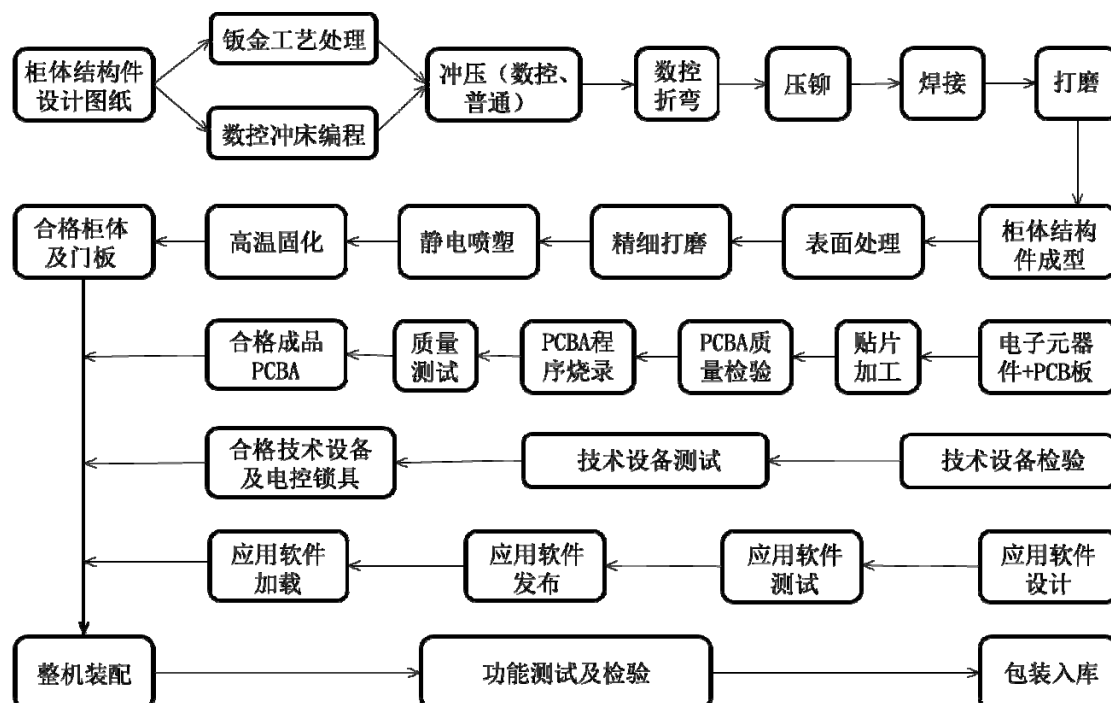 柜体结构件
设计图纸
钣金工艺处理
数控冲床编程
冲压（数控、
普通）
数控
折弯
压铆
焊接
打磨
合格柜体
及门板
高温固化
静电喷塑
精细打磨
表面处理
柜体结构
件成型
合格成品
PCBA
质量
测试
PCBA程
序烧录
PCBA质
量检验
贴片
加工
电子元器
件+PCB板
合格技术设备
及电控锁具
技术设备测试
技术设备检验
应用软件
加载
应用软件
发布
应用软件
测试
应用软件
设计
整机装配
功能测试及检验
包装入库